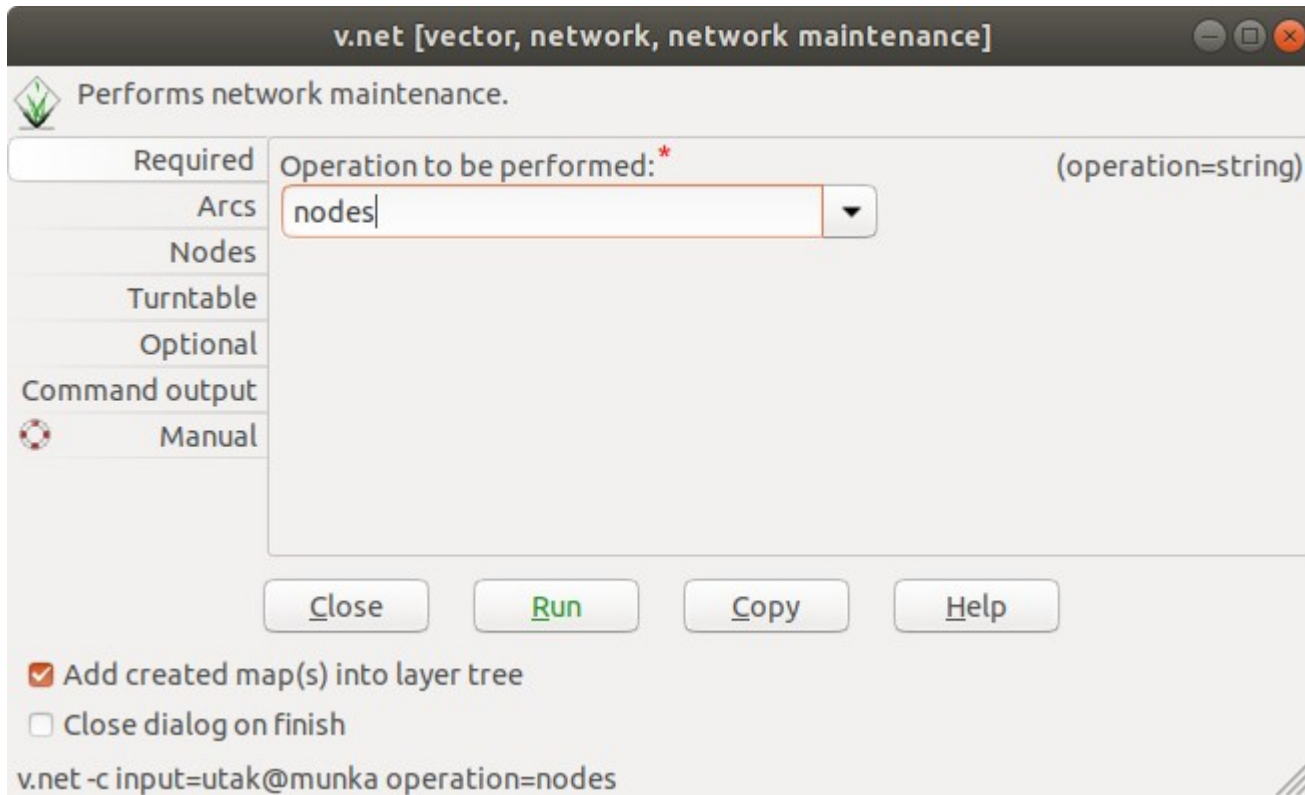 v.net [vector, network, network maintenance]
Performs network maintenance.
Required
Operation to be performed:* (operation=string)
Arcs
nodes
Nodes
Turntable
Optional
Command output
Manual
Close Run Copy Help
Add created map(s) into layer tree
Close dialog on finish
v.net -c input=utak@munka operation=nodes